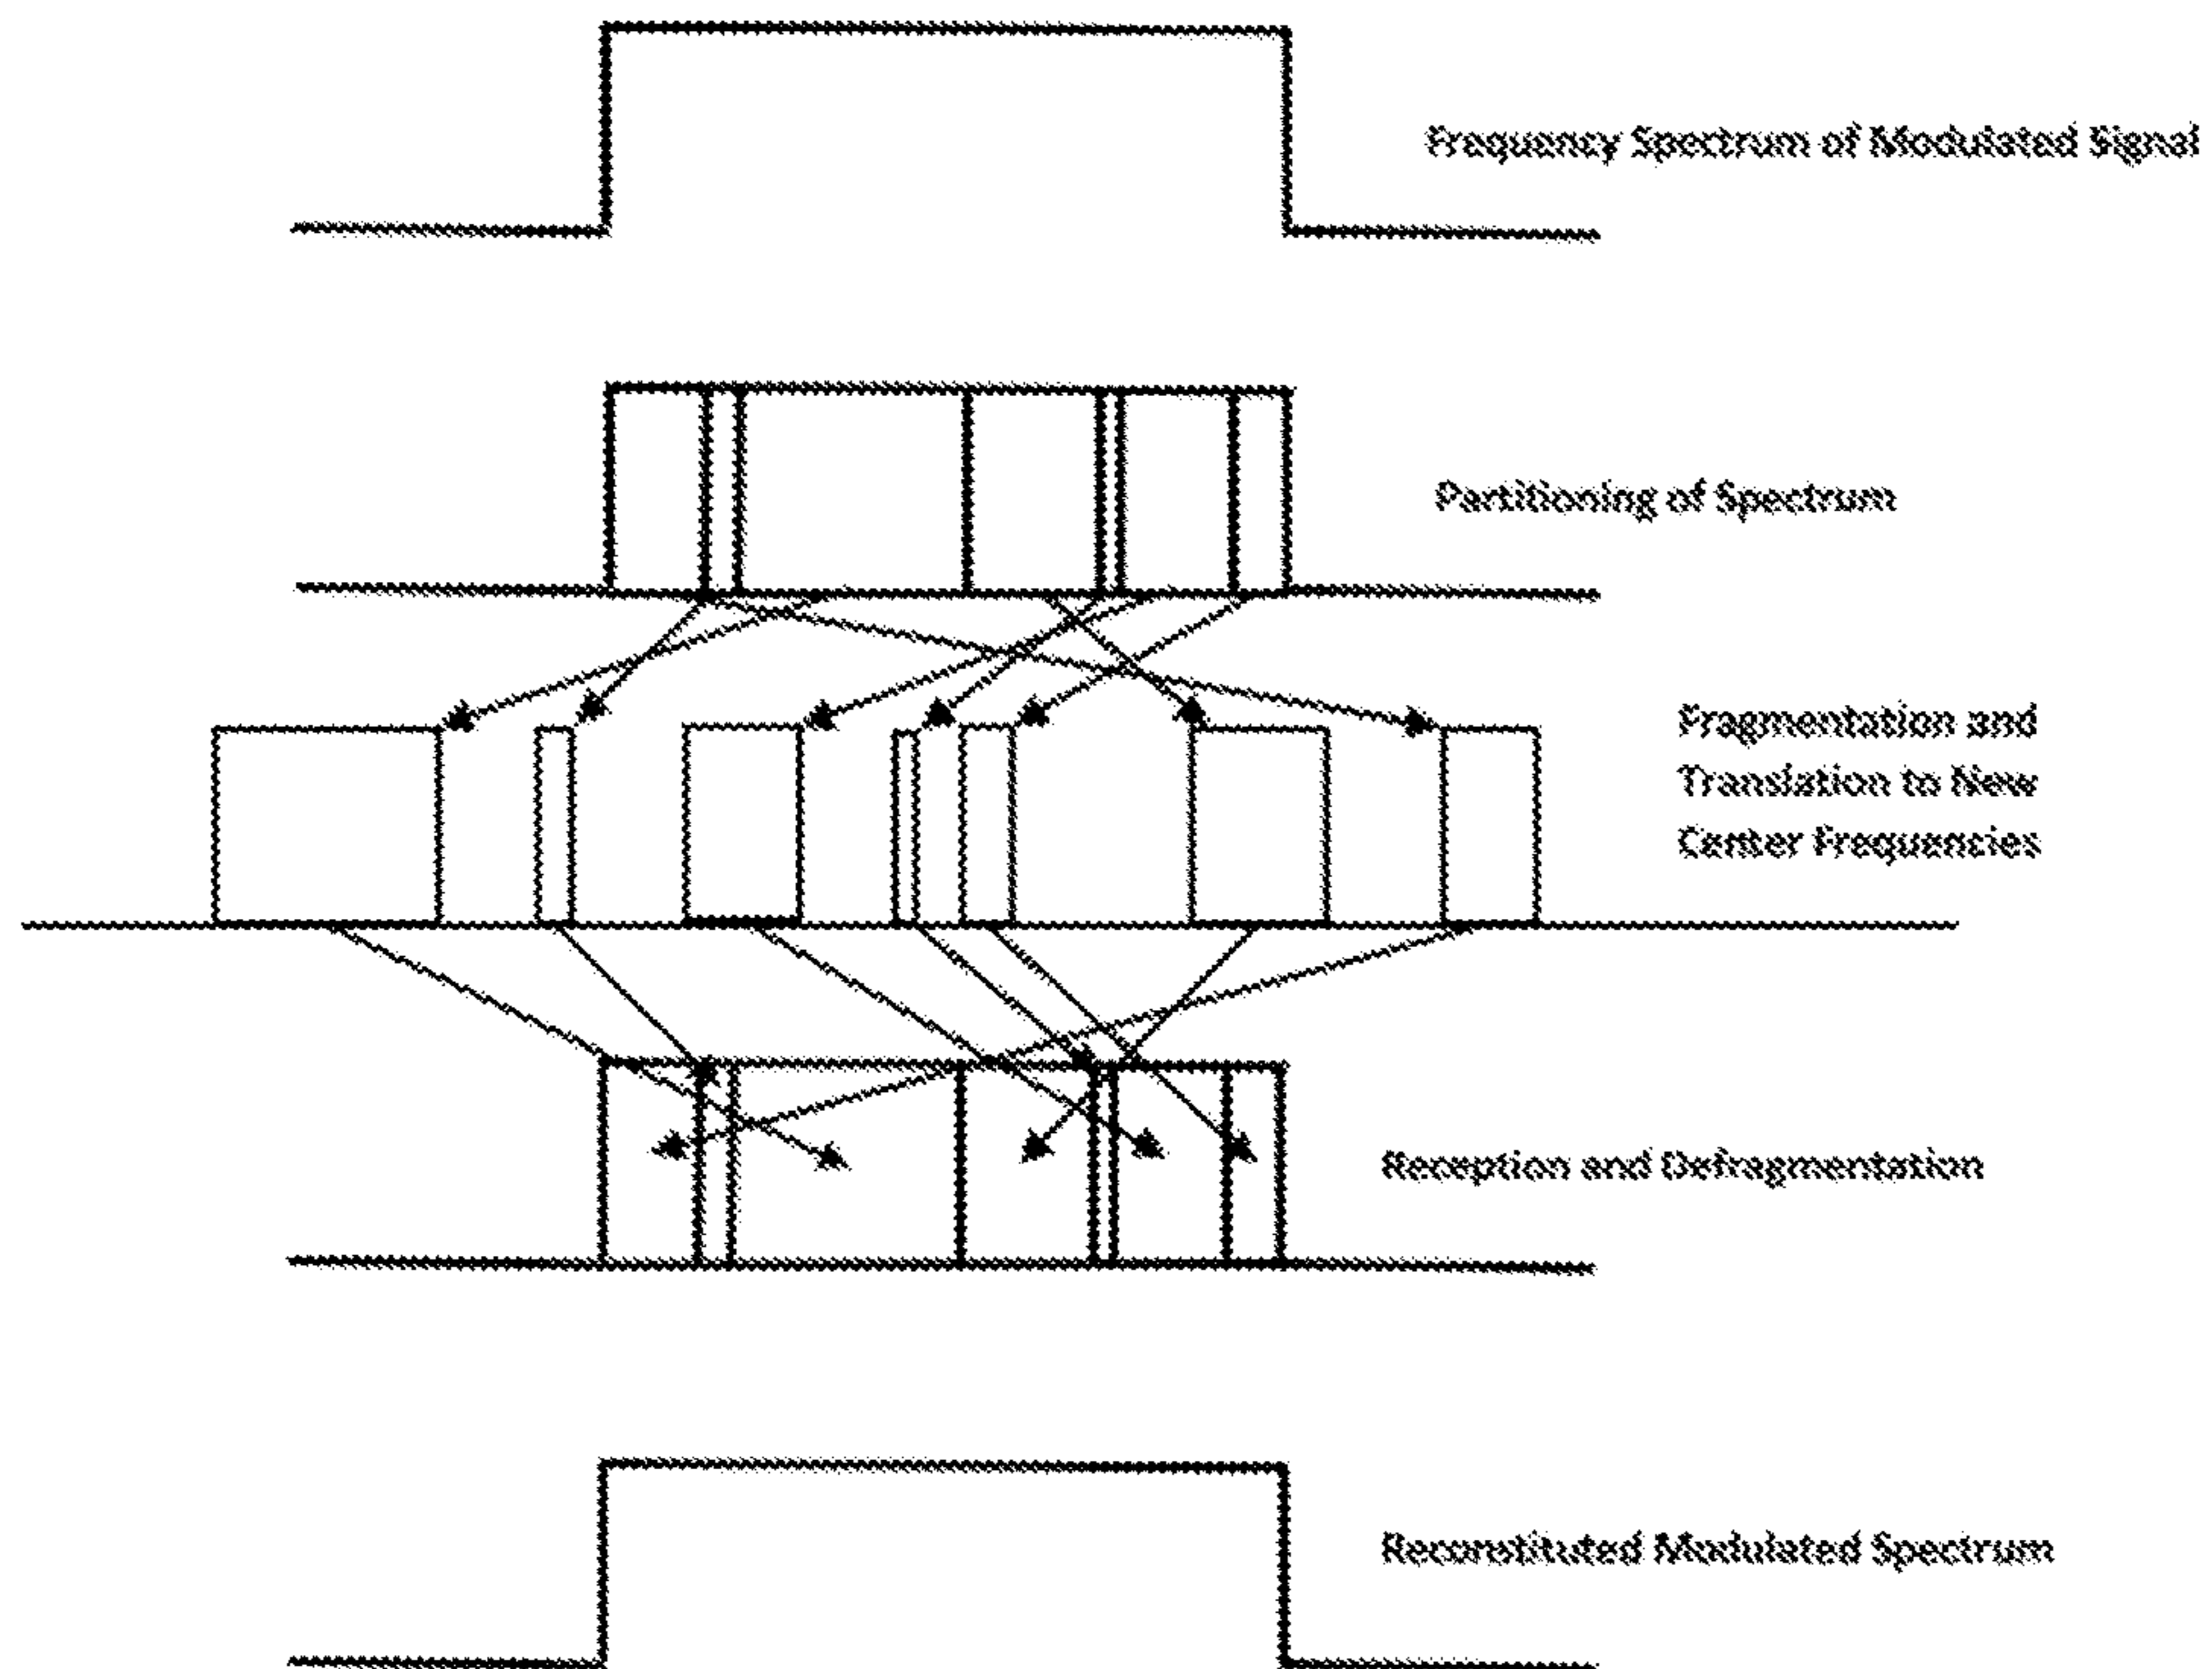 Frequency Spectrum of Modulated Signal
Partitioning of Spectrum
Fragmentation and
Translation to New
Center Frequencies
Reception and Defragmentation
Reconstituted Modulated Spectrum